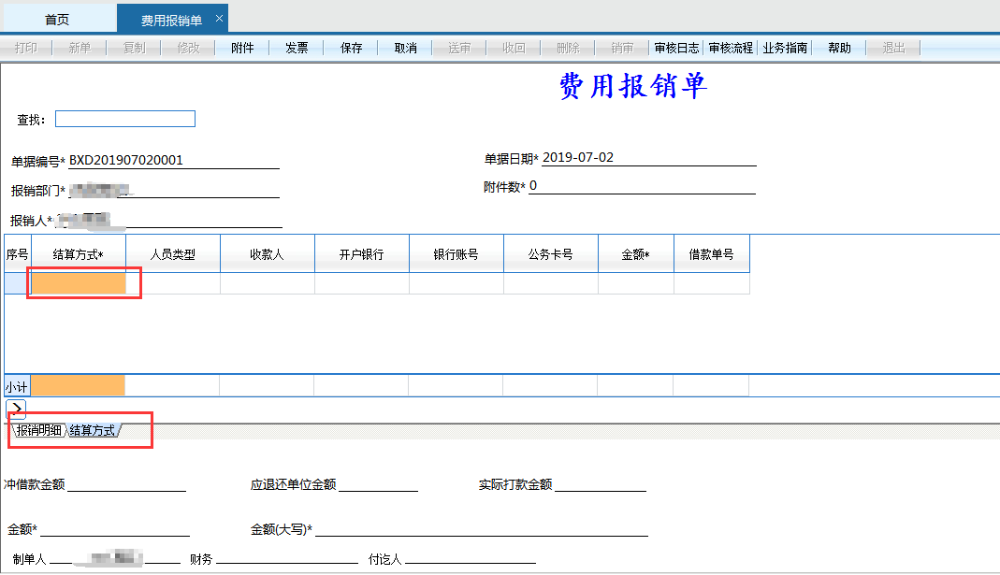 首页 费用报销单 ×
打印 新单 复制 修改 附件 发票 保存 取消 送审 收回 删除 销审 审核日志 审核流程 业务指南 帮助 退出
费用报销单
查找：
单据编号* BXD201907020001 单据日期* 2019-07-02
报销部门* 附件数* 0
报销人*
序号 结算方式* 人员类型 收款人 开户银行 银行账号 公务卡号 金额* 借款单号
小计
>
报销明细 结算方式
冲借款金额 应退还单位金额 实际打款金额
金额* 金额(大写)*
制单人 财务 付讫人